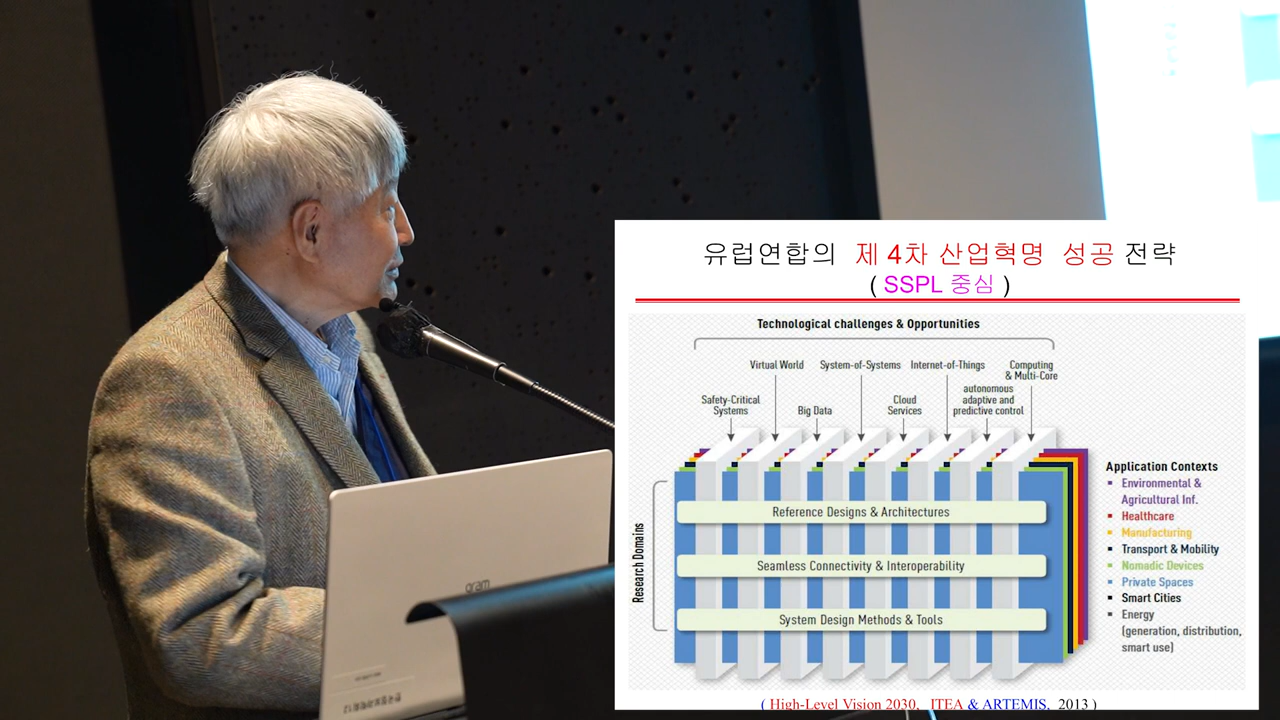 유럽연합의 제 4차 산업혁명 성공 전략
( SSPL 중심 )
Technological challenges & Opportunities
Virtual World
System-of-Systems
Internet-of-Things
Computing
& Multi-Core
Safety-Critical
Systems
Big Data
Cloud
Services
autonomous
adaptive and
predictive control
Research Domains
Reference Designs & Architectures
Seamless Connectivity & Interoperability
System Design Methods & Tools
Application Contexts
Environmental &
Agricultural Inf.
Healthcare
Manufacturing
Transport & Mobility
Nomadic Devices
Private Spaces
Smart Cities
Energy
(generation, distribution,
smart use)
( High-Level Vision 2030, ITEA & ARTEMIS, 2013 )
gram